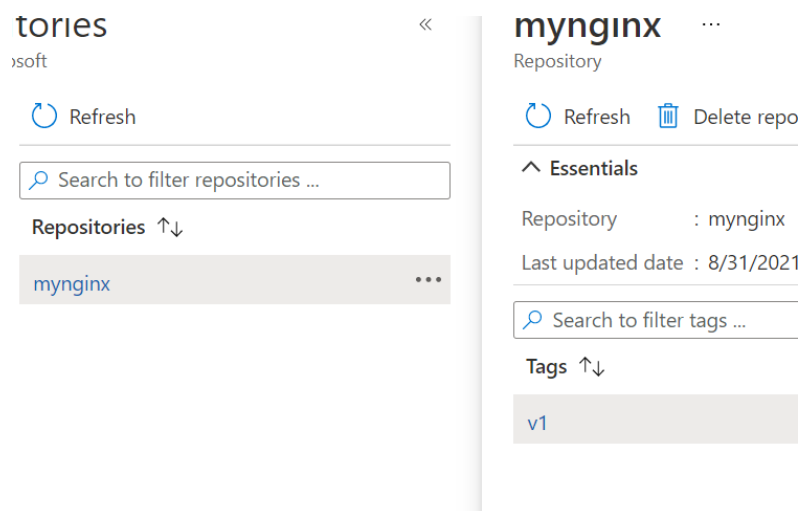 tories
osoft
Refresh
Search to filter repositories ...
Repositories
mynginx
mynginx
Repository
Refresh
Delete repo
Essentials
Repository : mynginx
Last updated date : 8/31/2021
Search to filter tags ...
Tags
v1